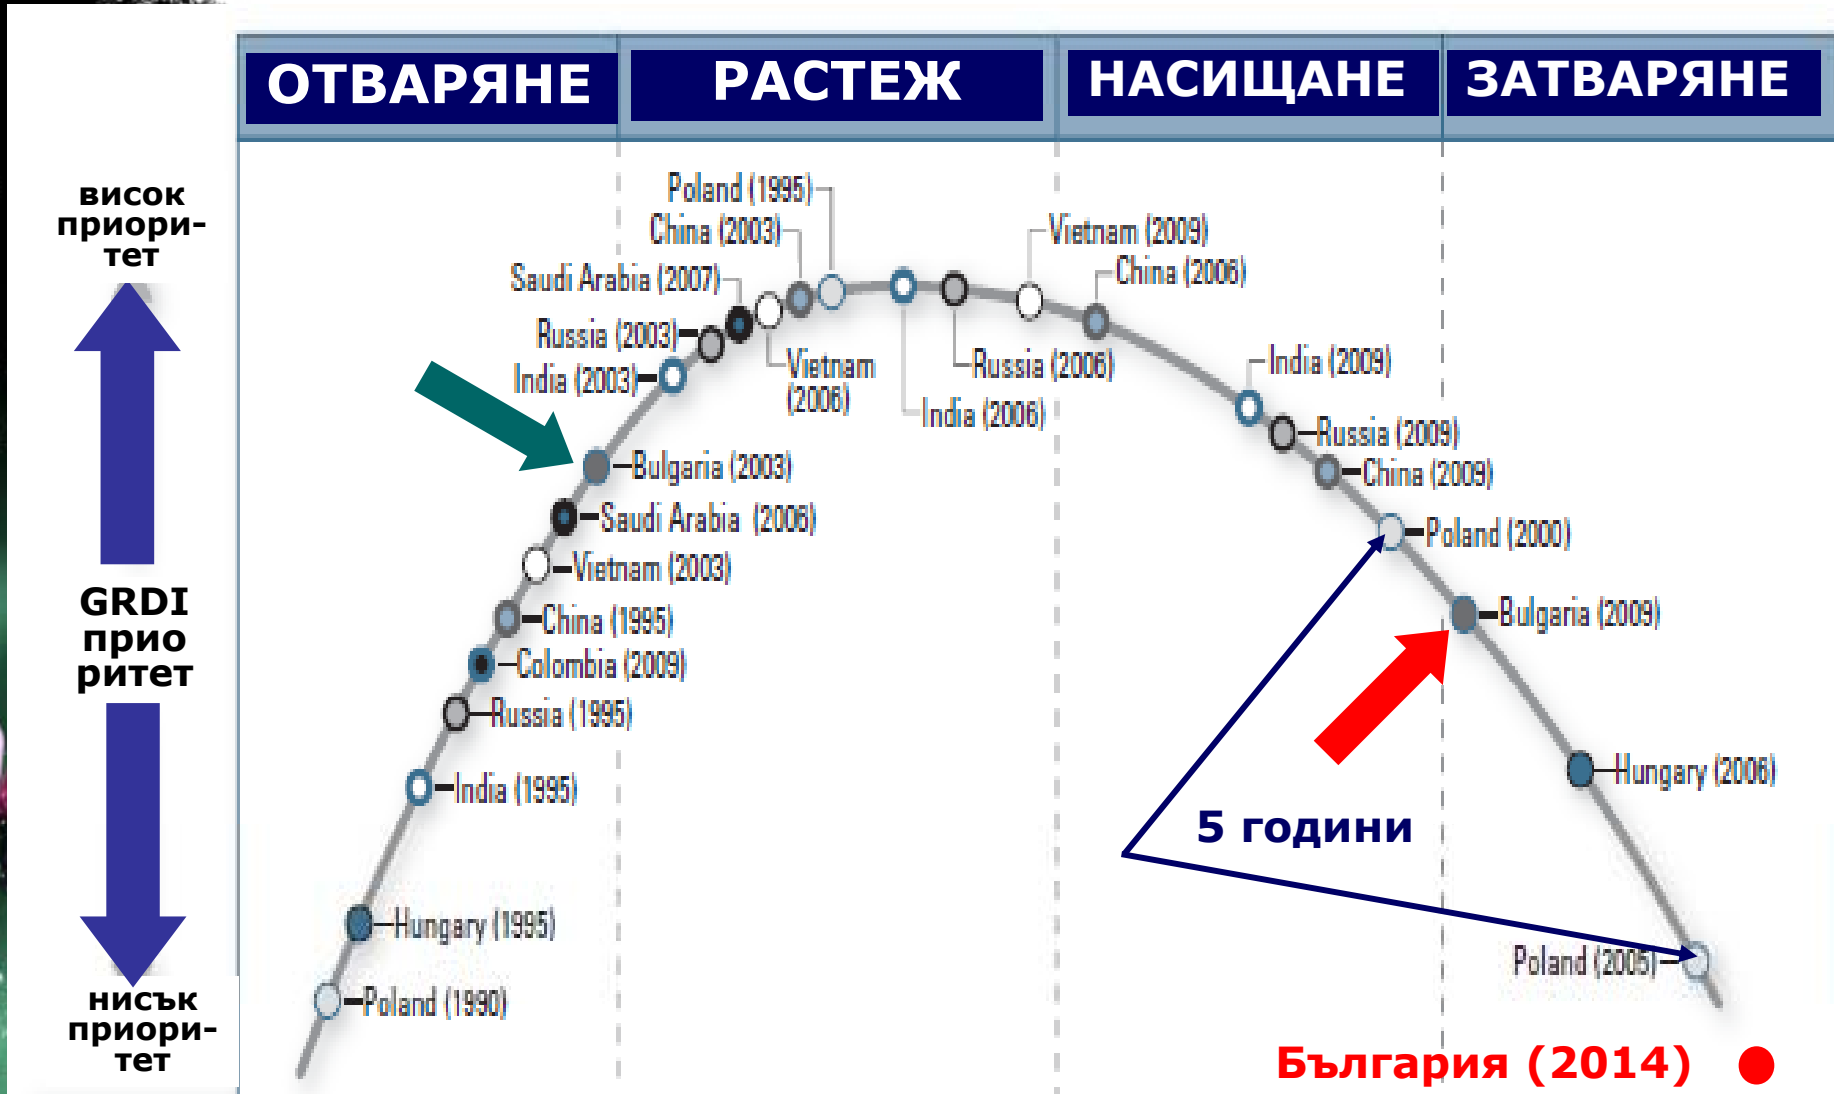 ОТВАРЯНЕ
РАСТЕЖ
НАСИЩАНЕ
ЗАТВАРЯНЕ
висок
приори-
тет
GRDI
прио
ритет
нисък
приори-
тет
Poland (1995)
China (2003)
Saudi Arabia (2007)
Russia (2003)
India (2003)
Vietnam
(2006)
India (2006)
Russia (2006)
Vietnam (2009)
China (2006)
India (2009)
Russia (2009)
China (2009)
Poland (2000)
Bulgaria (2009)
Hungary (2006)
Poland (2005)
Bulgaria (2003)
Saudi Arabia (2006)
Vietnam (2003)
China (1995)
Colombia (2009)
Russia (1995)
India (1995)
Hungary (1995)
Poland (1990)
5 години
България (2014)